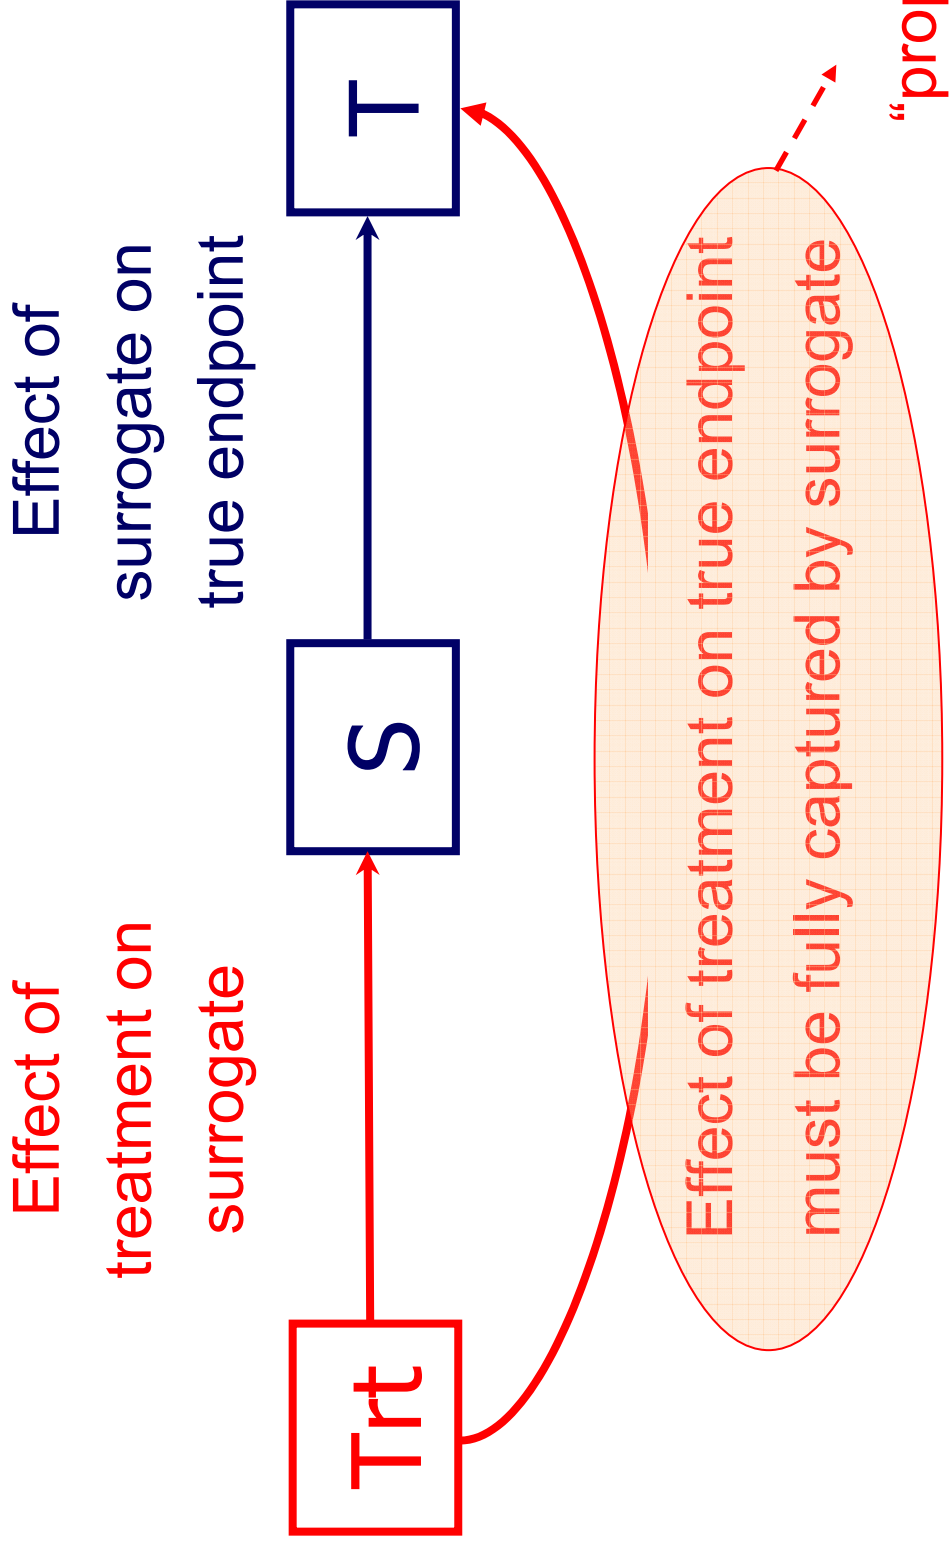 Effect of
treatment on
surrogate
Effect of
surrogate on
true endpoint
Trt
S
T
Effect of treatment on true endpoint
must be fully captured by surrogate